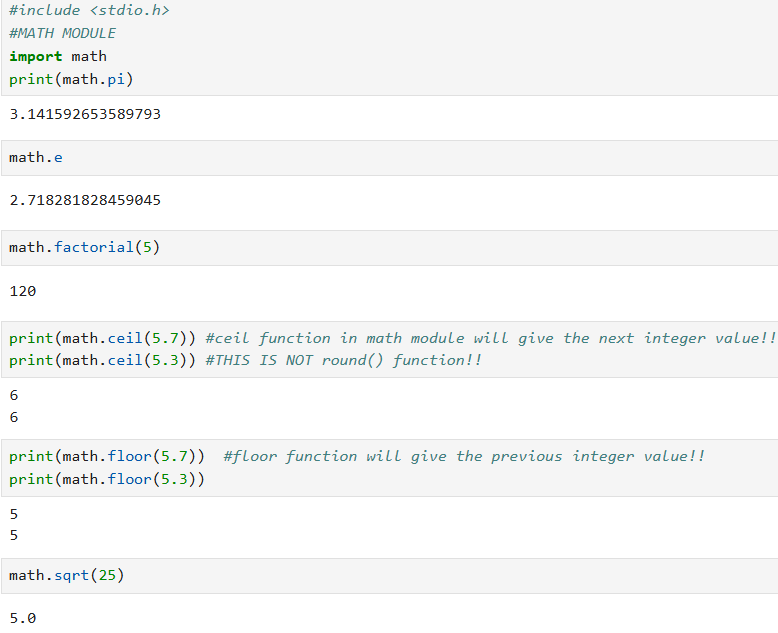 #include <stdio.h>
#MATH MODULE
import math
print(math.pi)
3.141592653589793
math.e
2.718281828459045
math.factorial(5)
120
print(math.ceil(5.7)) #ceil function in math module will give the next integer value!!
print(math.ceil(5.3)) #THIS IS NOT round() function!!
6
6
print(math.floor(5.7))  #floor function will give the previous integer value!!
print(math.floor(5.3))
5
5
math.sqrt(25)
5.0